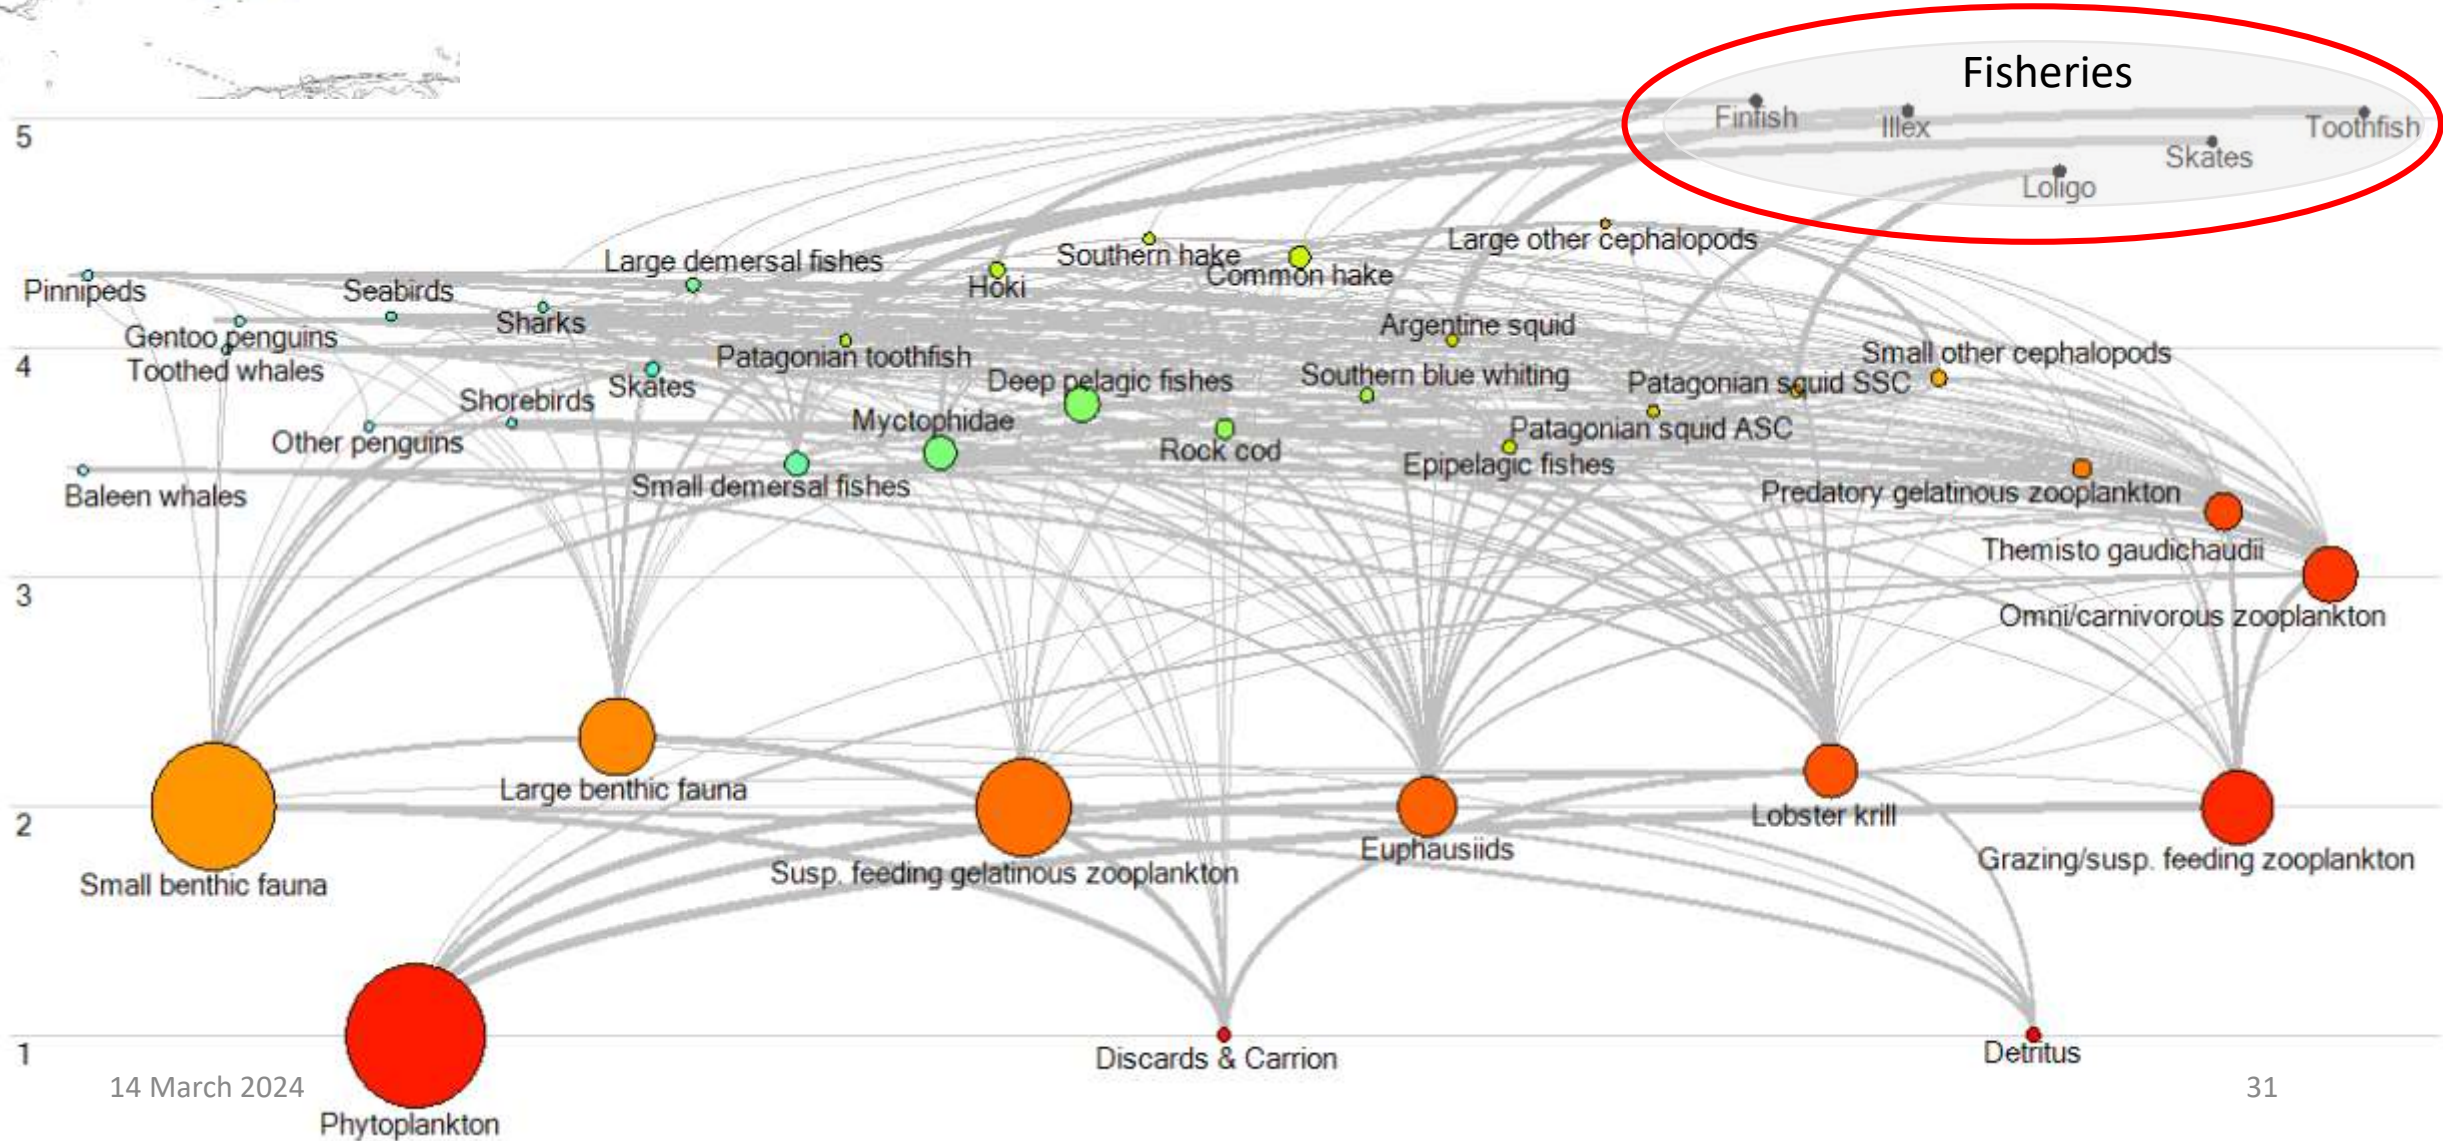 Fisheries
5
Finfish
Illex
Toothfish
Skates
Loligo
Large other cephalopods
Southern hake
Large demersal fishes
Common hake
Hoki
Pinnipeds
Seabirds
Sharks
Argentine squid
Gentoo penguins
4
Toothed whales
Patagonian toothfish
Small other cephalopods
Skates
Deep pelagic fishes
Southern blue whiting
Patagonian squid SSC
Shorebirds
Myctophidae
Patagonian squid ASC
Other penguins
Rock cod
Epipelagic fishes
Small demersal fishes
Baleen whales
Predatory gelatinous zooplankton
Themisto gaudichaudii
3
Omni/carnivorous zooplankton
Large benthic fauna
2
Lobster krill
Euphausiids
Grazing/susp. feeding zooplankton
Susp. feeding gelatinous zooplankton
Small benthic fauna
1
Discards & Carrion
Detritus
14 March 2024
31
Phytoplankton